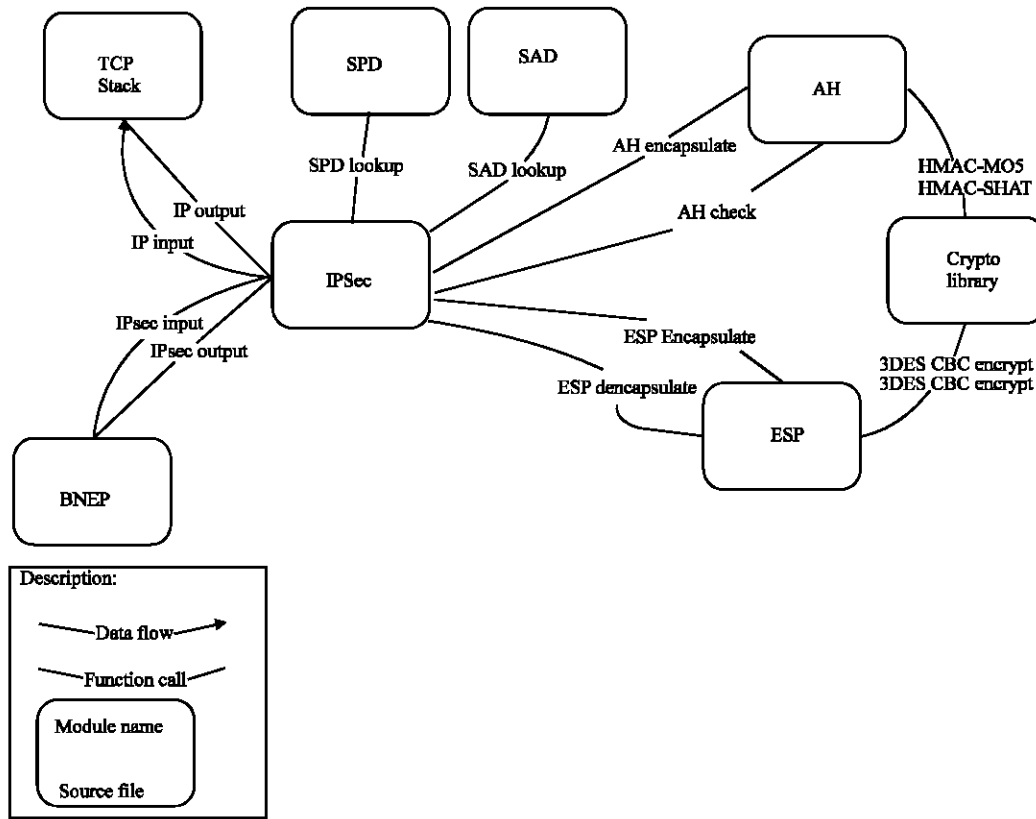 TCP
Stack
SPD
SAD
AH
SPD lookup
SAD lookup
AH encapsulate
HMAC-MO5
HMAC-SHAT
IP output
IP input
AH check
IPSec
Crypto
library
IPsec input
IPsec output
ESP Encapsulate
3DES CBC encrypt
3DES CBC encrypt
ESP dencapsulate
ESP
BNEP
Description:
Data flow
Function call
Module name
Source file